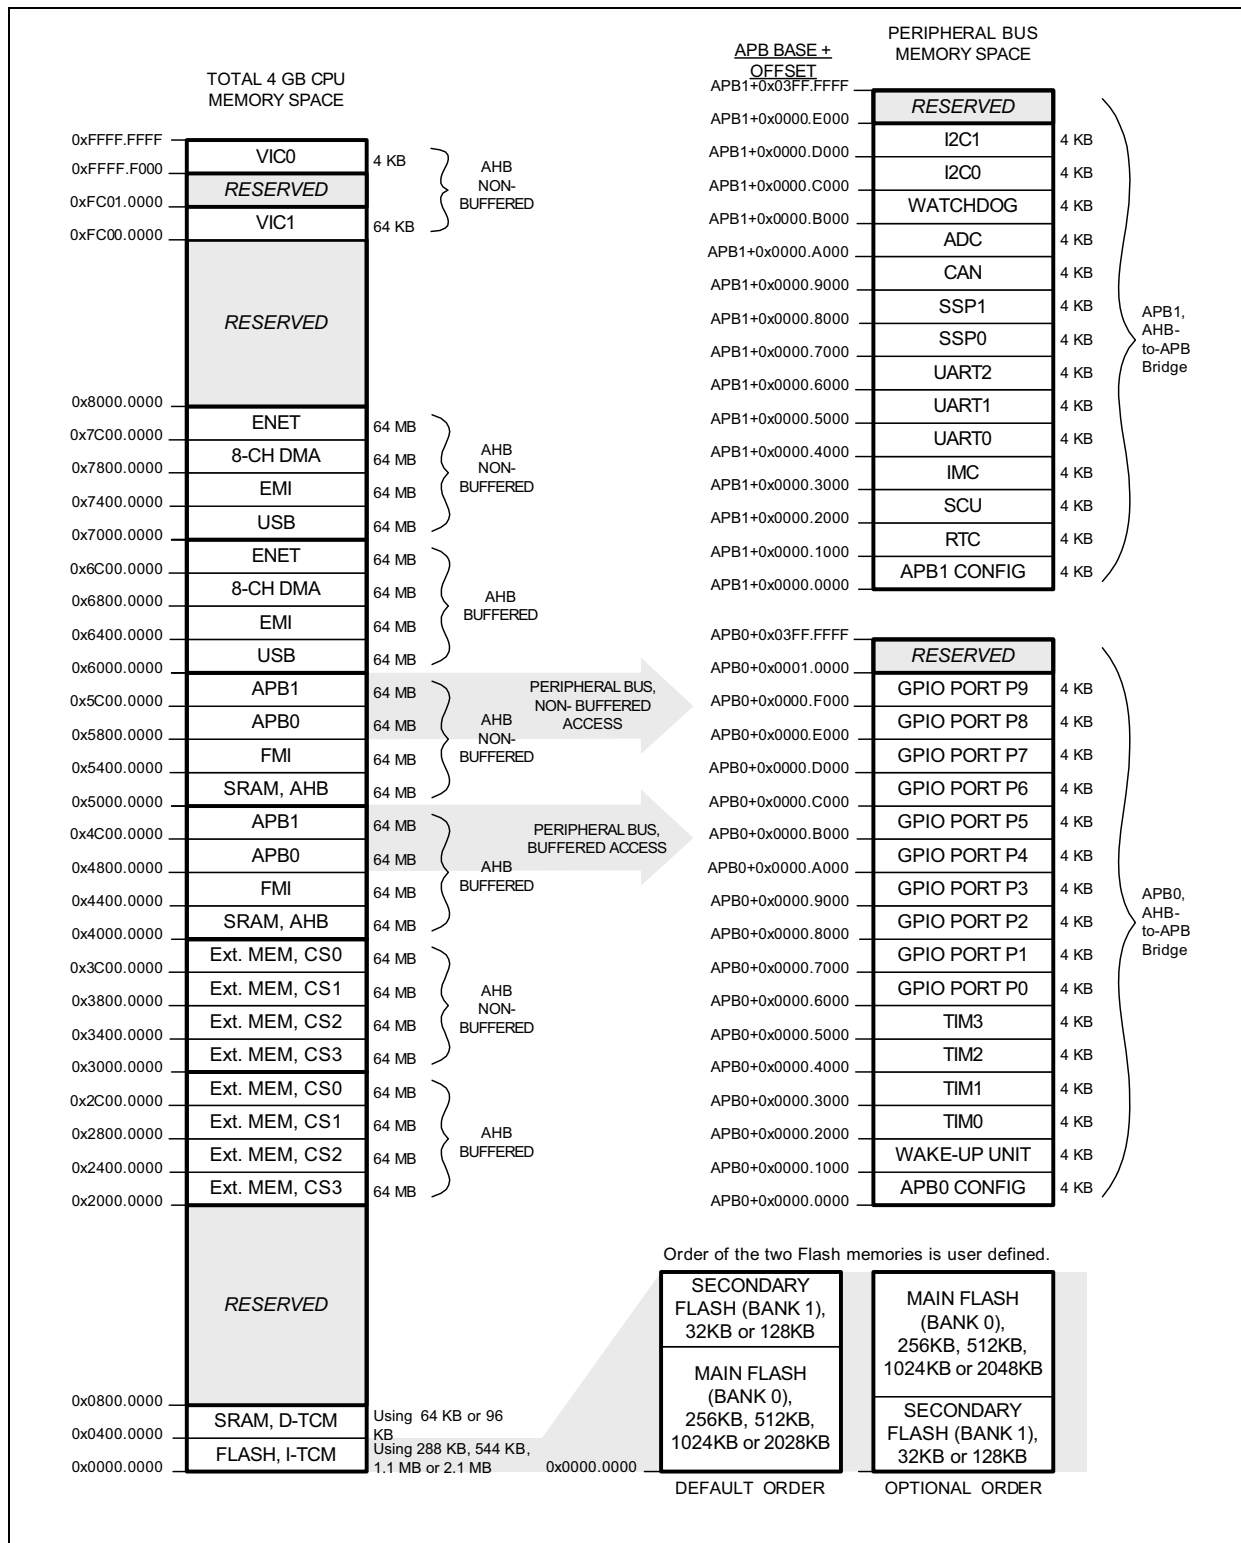 TOTAL 4 GB CPU
MEMORY SPACE
0xFFFF.FFFF
VIC0
4 KB
0xFFFF.F000
RESERVED
0xFC01.0000
VIC1
64 KB
0xFC00.0000
AHB
NON-
BUFFERED
RESERVED
0x8000.0000
ENET
64 MB
0x7C00.0000
8-CH DMA
64 MB
0x7800.0000
EMI
64 MB
0x7400.0000
USB
64 MB
0x7000.0000
AHB
NON-
BUFFERED
ENET
64 MB
0x6C00.0000
8-CH DMA
64 MB
0x6800.0000
EMI
64 MB
0x6400.0000
USB
64 MB
0x6000.0000
AHB
BUFFERED
APB1
64 MB
0x5C00.0000
APB0
64 MB
0x5800.0000
FMI
64 MB
0x5400.0000
SRAM, AHB
64 MB
0x5000.0000
AHB
NON-
BUFFERED
PERIPHERAL BUS,
NON- BUFFERED
ACCESS
APB1
64 MB
0x4C00.0000
APB0
64 MB
0x4800.0000
FMI
64 MB
0x4400.0000
SRAM, AHB
64 MB
0x4000.0000
AHB
BUFFERED
PERIPHERAL BUS,
BUFFERED ACCESS
Ext. MEM, CS0
64 MB
0x3C00.0000
Ext. MEM, CS1
64 MB
0x3800.0000
Ext. MEM, CS2
64 MB
0x3400.0000
Ext. MEM, CS3
64 MB
0x3000.0000
AHB
NON-
BUFFERED
Ext. MEM, CS0
64 MB
0x2C00.0000
Ext. MEM, CS1
64 MB
0x2800.0000
Ext. MEM, CS2
64 MB
0x2400.0000
Ext. MEM, CS3
64 MB
0x2000.0000
AHB
BUFFERED
RESERVED
0x0800.0000
SRAM, D-TCM
Using 64 KB or 96
KB
0x0400.0000
FLASH, I-TCM
Using 288 KB, 544 KB,
1.1 MB or 2.1 MB
0x0000.0000
APB BASE +
OFFSET
PERIPHERAL BUS
MEMORY SPACE
APB1+0x03FF.FFFF
RESERVED
APB1+0x0000.E000
I2C1
4 KB
APB1+0x0000.D000
I2C0
4 KB
APB1+0x0000.C000
WATCHDOG
4 KB
APB1+0x0000.B000
ADC
4 KB
APB1+0x0000.A000
CAN
4 KB
APB1+0x0000.9000
SSP1
4 KB
APB1+0x0000.8000
SSP0
4 KB
APB1+0x0000.7000
UART2
4 KB
APB1+0x0000.6000
UART1
4 KB
APB1+0x0000.5000
UART0
4 KB
APB1+0x0000.4000
IMC
4 KB
APB1+0x0000.3000
SCU
4 KB
APB1+0x0000.2000
RTC
4 KB
APB1+0x0000.1000
APB1 CONFIG
4 KB
APB1+0x0000.0000
APB1,
AHB-
to-APB
Bridge
APB0+0x03FF.FFFF
RESERVED
APB0+0x0001.0000
GPIO PORT P9
4 KB
APB0+0x0000.F000
GPIO PORT P8
4 KB
APB0+0x0000.E000
GPIO PORT P7
4 KB
APB0+0x0000.D000
GPIO PORT P6
4 KB
APB0+0x0000.C000
GPIO PORT P5
4 KB
APB0+0x0000.B000
GPIO PORT P4
4 KB
APB0+0x0000.A000
GPIO PORT P3
4 KB
APB0+0x0000.9000
GPIO PORT P2
4 KB
APB0+0x0000.8000
GPIO PORT P1
4 KB
APB0+0x0000.7000
GPIO PORT P0
4 KB
APB0+0x0000.6000
TIM3
4 KB
APB0+0x0000.5000
TIM2
4 KB
APB0+0x0000.4000
TIM1
4 KB
APB0+0x0000.3000
TIM0
4 KB
APB0+0x0000.2000
WAKE-UP UNIT
4 KB
APB0+0x0000.1000
APB0 CONFIG
4 KB
APB0+0x0000.0000
APB0,
AHB-
to-APB
Bridge
Order of the two Flash memories is user defined.
SECONDARY
FLASH (BANK 1),
32KB or 128KB
MAIN FLASH
(BANK 0),
256KB, 512KB,
1024KB or 2028KB
0x0000.0000
DEFAULT ORDER
MAIN FLASH
(BANK 0),
256KB, 512KB,
1024KB or 2048KB
SECONDARY
FLASH (BANK 1),
32KB or 128KB
OPTIONAL ORDER